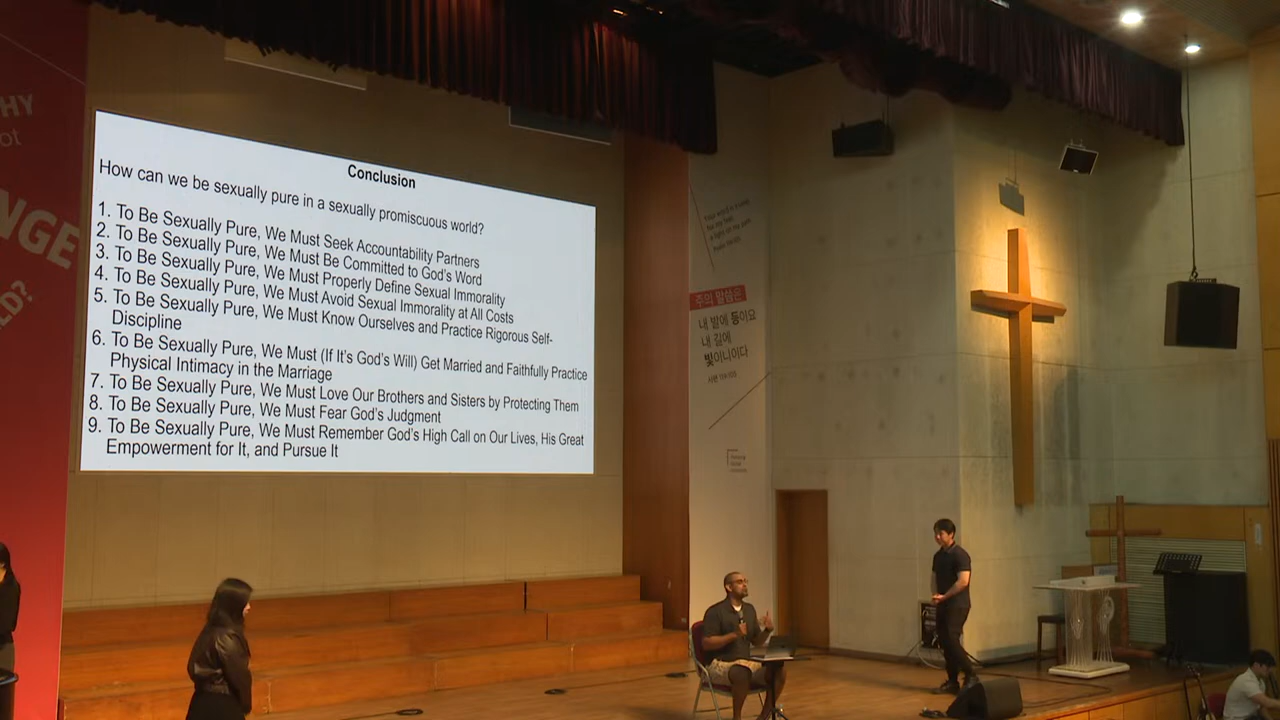 HY
ot
NGE
LD?
Conclusion
How can we be sexually pure in a sexually promiscuous world?
1. To Be Sexually Pure, We Must Seek Accountability Partners
2. To Be Sexually Pure, We Must Be Committed to God's Word
3. To Be Sexually Pure, We Must Properly Define Sexual Immorality
4. To Be Sexually Pure, We Must Avoid Sexual Immorality at All Costs
5. To Be Sexually Pure, We Must Know Ourselves and Practice Rigorous Self-
Discipline
6. To Be Sexually Pure, We Must (If It's God's Will) Get Married and Faithfully Practice
Physical Intimacy in the Marriage
7. To Be Sexually Pure, We Must Love Our Brothers and Sisters by Protecting Them
8. To Be Sexually Pure, We Must Fear God's Judgment
9. To Be Sexually Pure, We Must Remember God's High Call on Our Lives, His Great
Empowerment for It, and Pursue It
주의 말씀은
내 발에 등이요
내 길에
빛이니이다